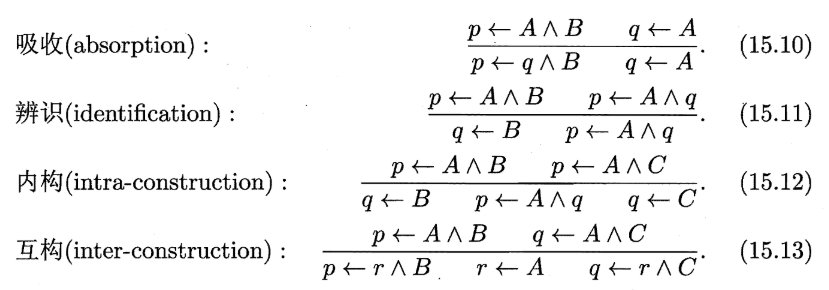 吸收(absorption) : p ← A ∧ B q ← A
p ← q ∧ B q ← A . (15.10)
辨识(identification) : p ← A ∧ B p ← A ∧ q
q ← B p ← A ∧ q . (15.11)
内构(intra-construction) : p ← A ∧ B p ← A ∧ C
q ← B p ← A ∧ q q ← C . (15.12)
互构(inter-construction) : p ← A ∧ B q ← A ∧ C
p ← r ∧ B r ← A q ← r ∧ C . (15.13)